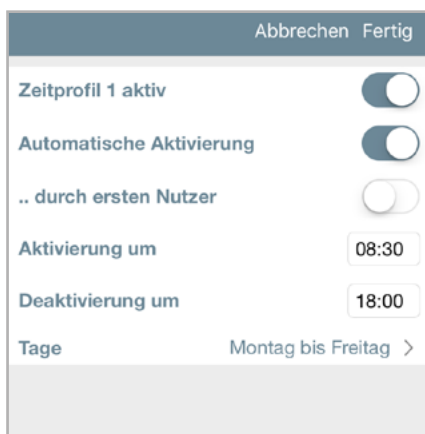 Abbrechen Fertig
Zeitprofil 1 aktiv
Automatische Aktivierung
.. durch ersten Nutzer
Aktivierung um 08:30
Deaktivierung um 18:00
Tage Montag bis Freitag >